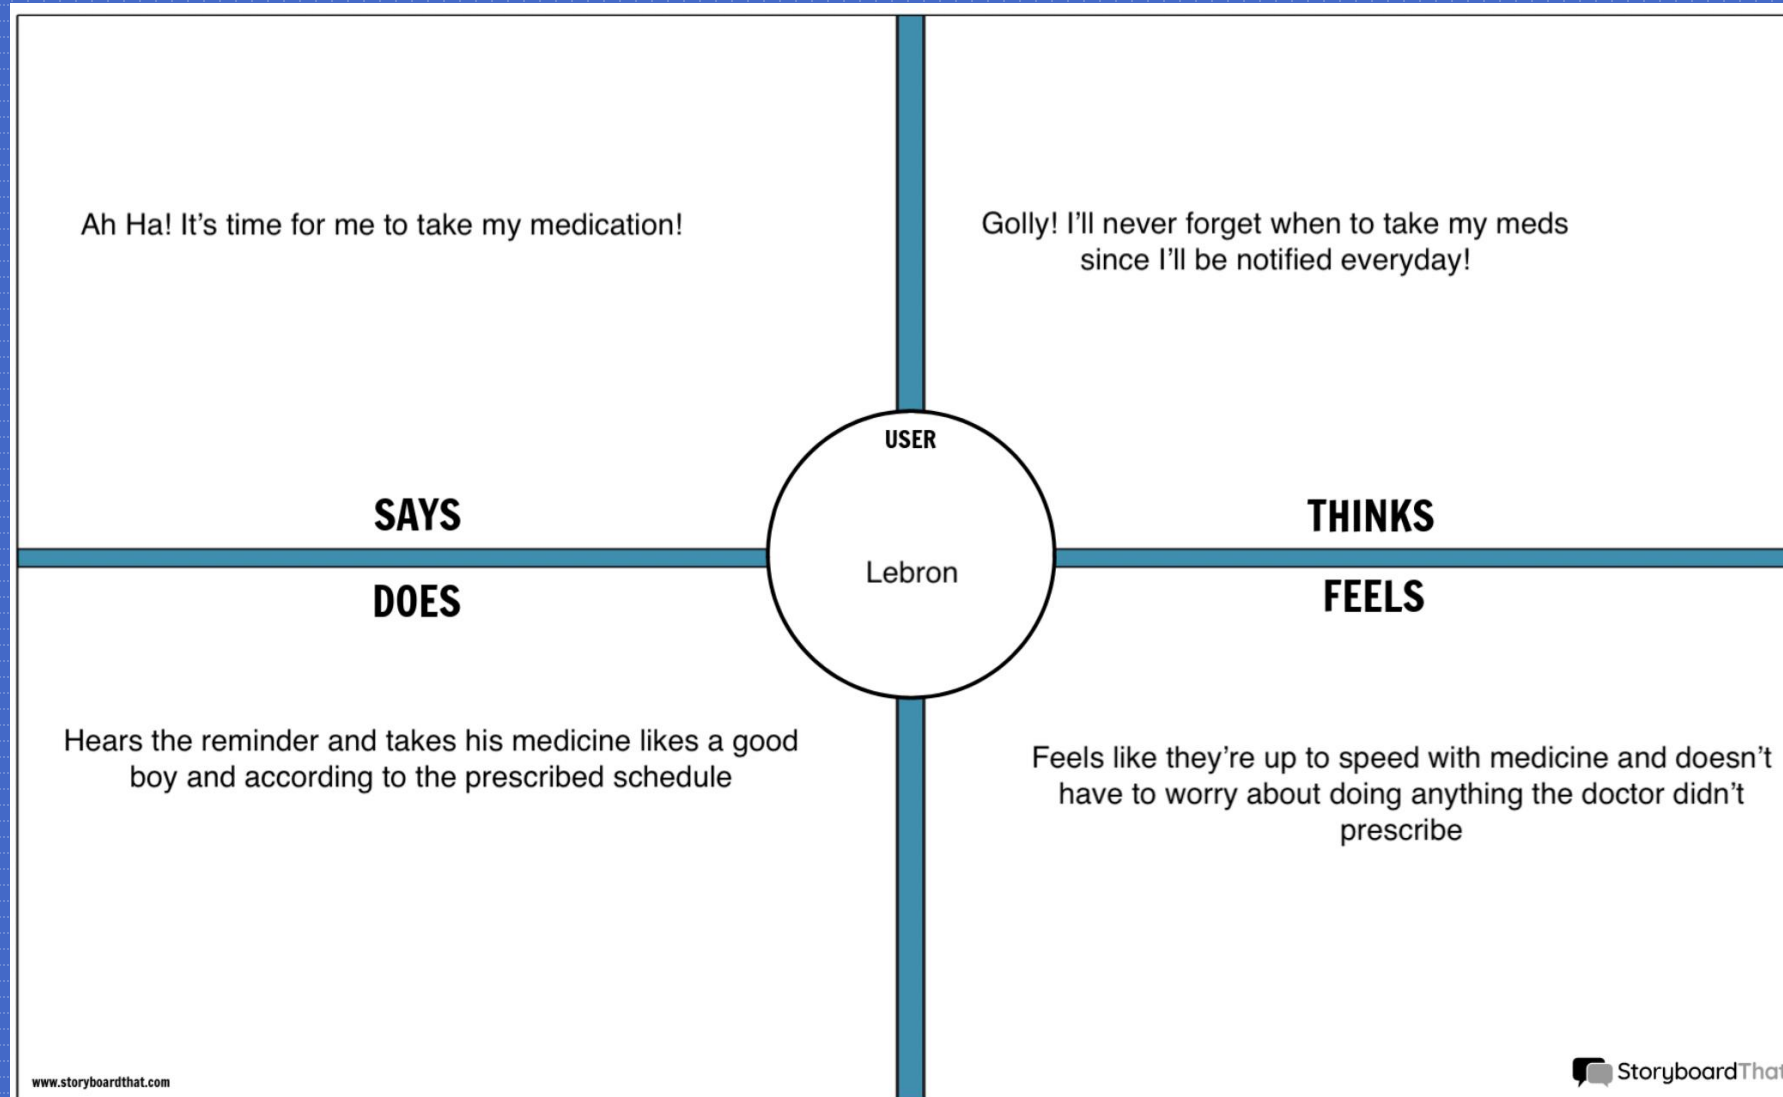 Ah Ha! It's time for me to take my medication!
SAYS
Golly! I'll never forget when to take my meds
since I'll be notified everyday!
THINKS
USER
Lebron
DOES
Hears the reminder and takes his medicine likes a good
boy and according to the prescribed schedule
FEELS
Feels like they're up to speed with medicine and doesn't
have to worry about doing anything the doctor didn't
prescribe
www.storyboardthat.com
StoryboardThat